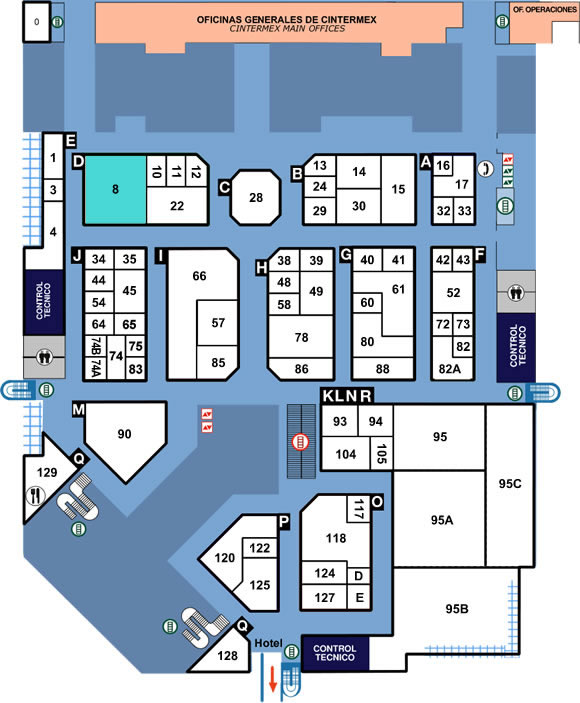 OFICINAS GENERALES DE CINTERMEX
CINTERMEX MAIN OFFICES
OF. OPERACIONES
0
E
1
3
4
D
8
10
11
12
22
C
28
B
13
14
15
24
29
30
A
16
17
32
33
CONTROL
TECNICO
J
34
35
44
45
54
64
65
74B
74A
74
75
83
I
66
57
85
H
38
39
48
49
58
78
86
G
40
41
61
60
80
88
F
42
43
52
72
73
82
82A
CONTROL
TECNICO
M
90
KLNR
93
94
95
104
105
95C
95A
95B
Q
129
P
120
122
125
O
117
118
124
D
127
E
Q
128
Hotel
CONTROL
TECNICO